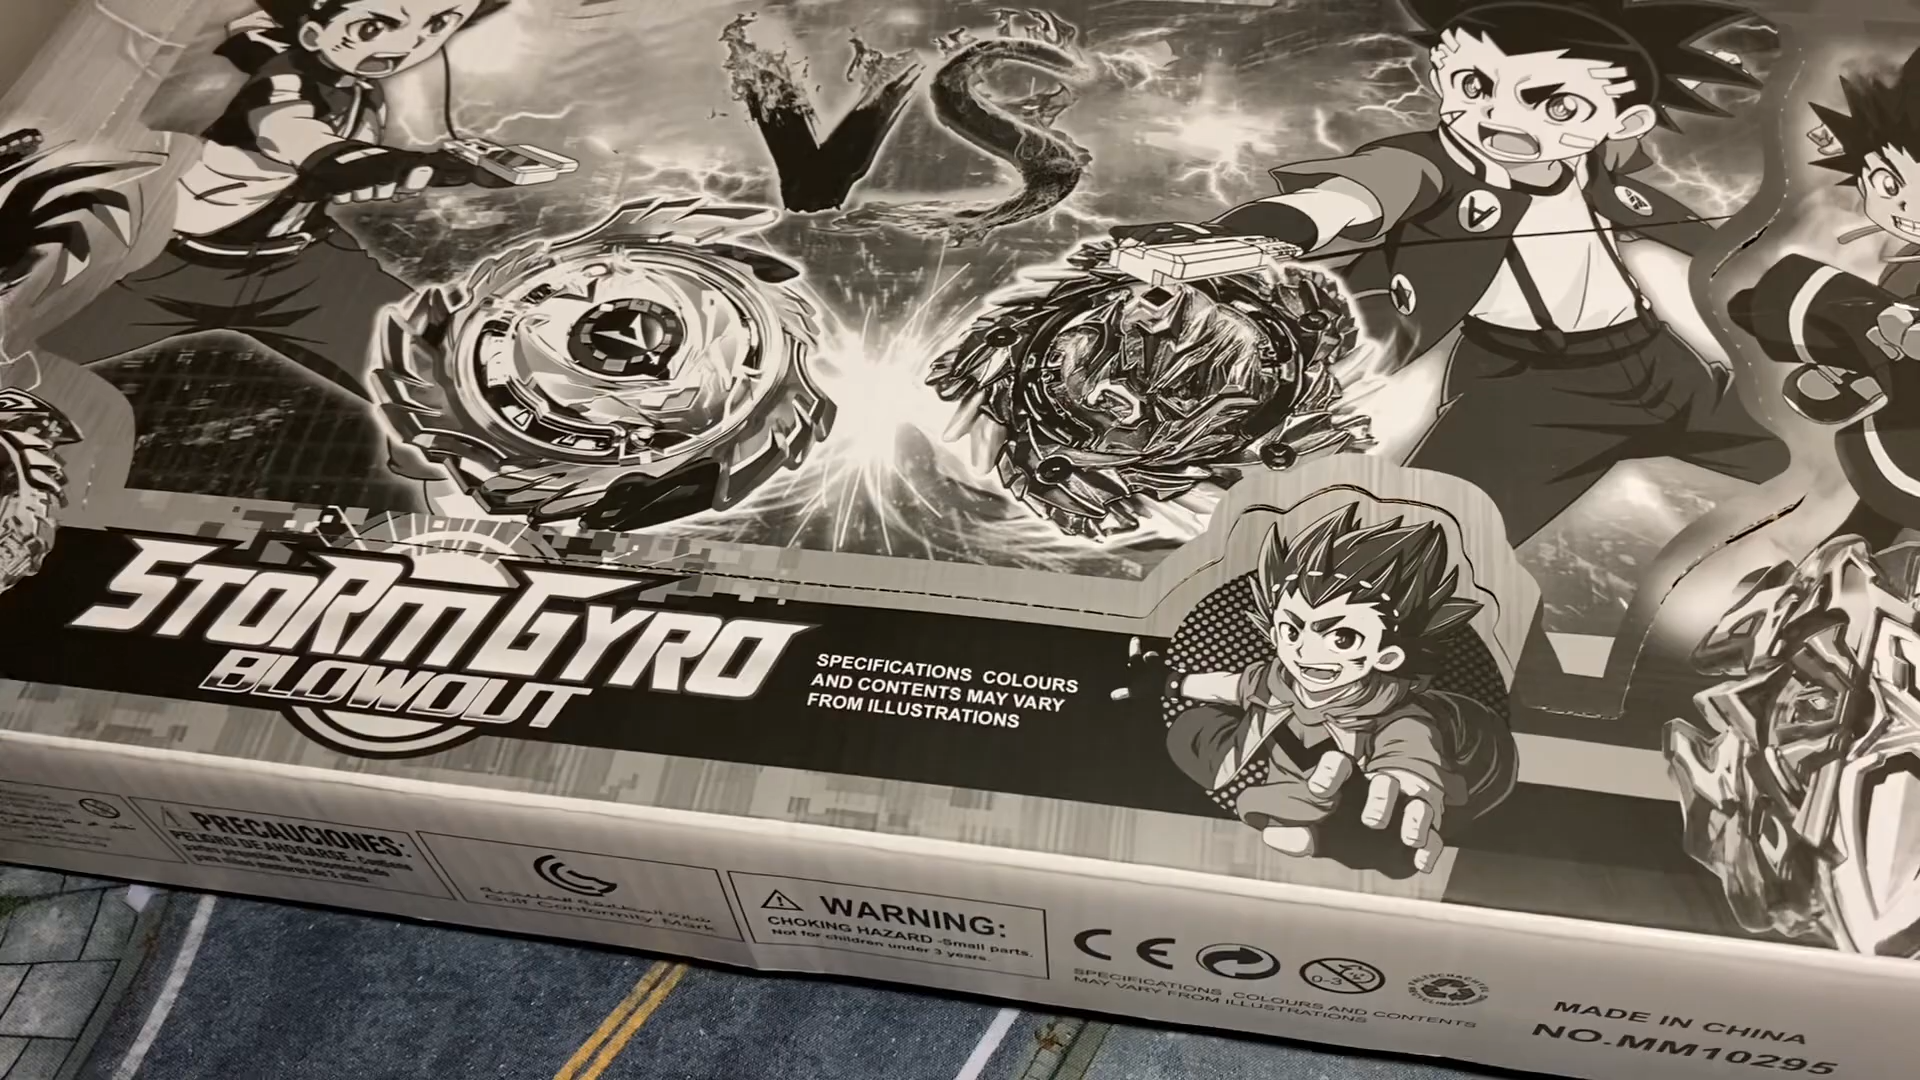 VS
A
STORM GYRO
BLOWOUT
SPECIFICATIONS COLOURS
AND CONTENTS MAY VARY
FROM ILLUSTRATIONS
PRECAUCIONES:
PELIGRO DE AHOGARSE. Contiene
Gulf Conformity Mark
WARNING:
CHOKING HAZARD -Small parts.
Not for children under 3 years.
CE
0-3
SPECIFICATIONS COLOURS AND CONTENTS
MAY VARY FROM ILLUSTRATIONS
MADE IN CHINA
NO.MM10295